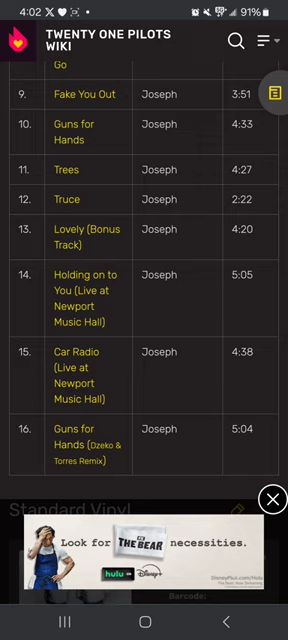 4:02
91%
TWENTY ONE PILOTS
WIKI
Go
9. Fake You Out Joseph 3:51
10. Guns for Joseph 4:33
Hands
11. Trees Joseph 4:27
12. Truce Joseph 2:22
13. Lovely (Bonus Joseph 4:20
Track)
14. Holding on to Joseph 5:05
You (Live at
Newport
Music Hall)
15. Car Radio Joseph 4:38
(Live at
Newport
Music Hall)
16. Guns for Joseph 5:04
Hands (Dzeko &
Torres Remix)
Standard Vinyl
Look for THE BEAR necessities.
hulu Disney+
DisneyPlus.com/Hulu
Barcode: